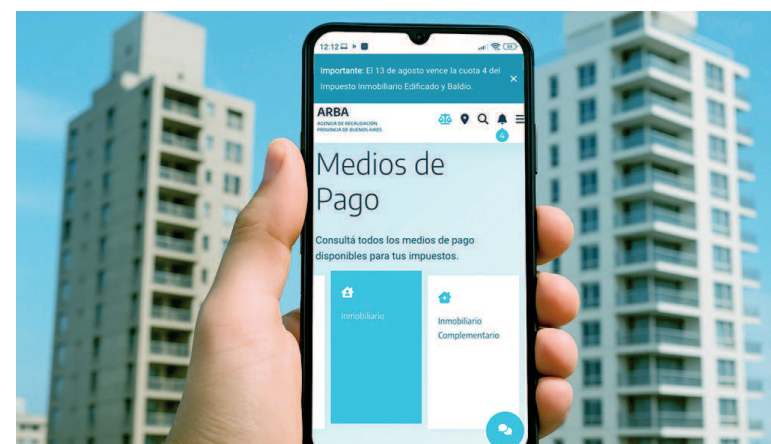 12:12
Importante: El 13 de agosto vence la cuota 4 del
Impuesto Inmobiliario Edificado y Baldío.
ARBA
AGENCIA DE RECAUDACIÓN
PROVINCIA DE BUENOS AIRES
4
Medios de
Pago
Consultá todos los medios de pago
disponibles para tus impuestos.
Inmobiliario
Inmobiliario
Complementario